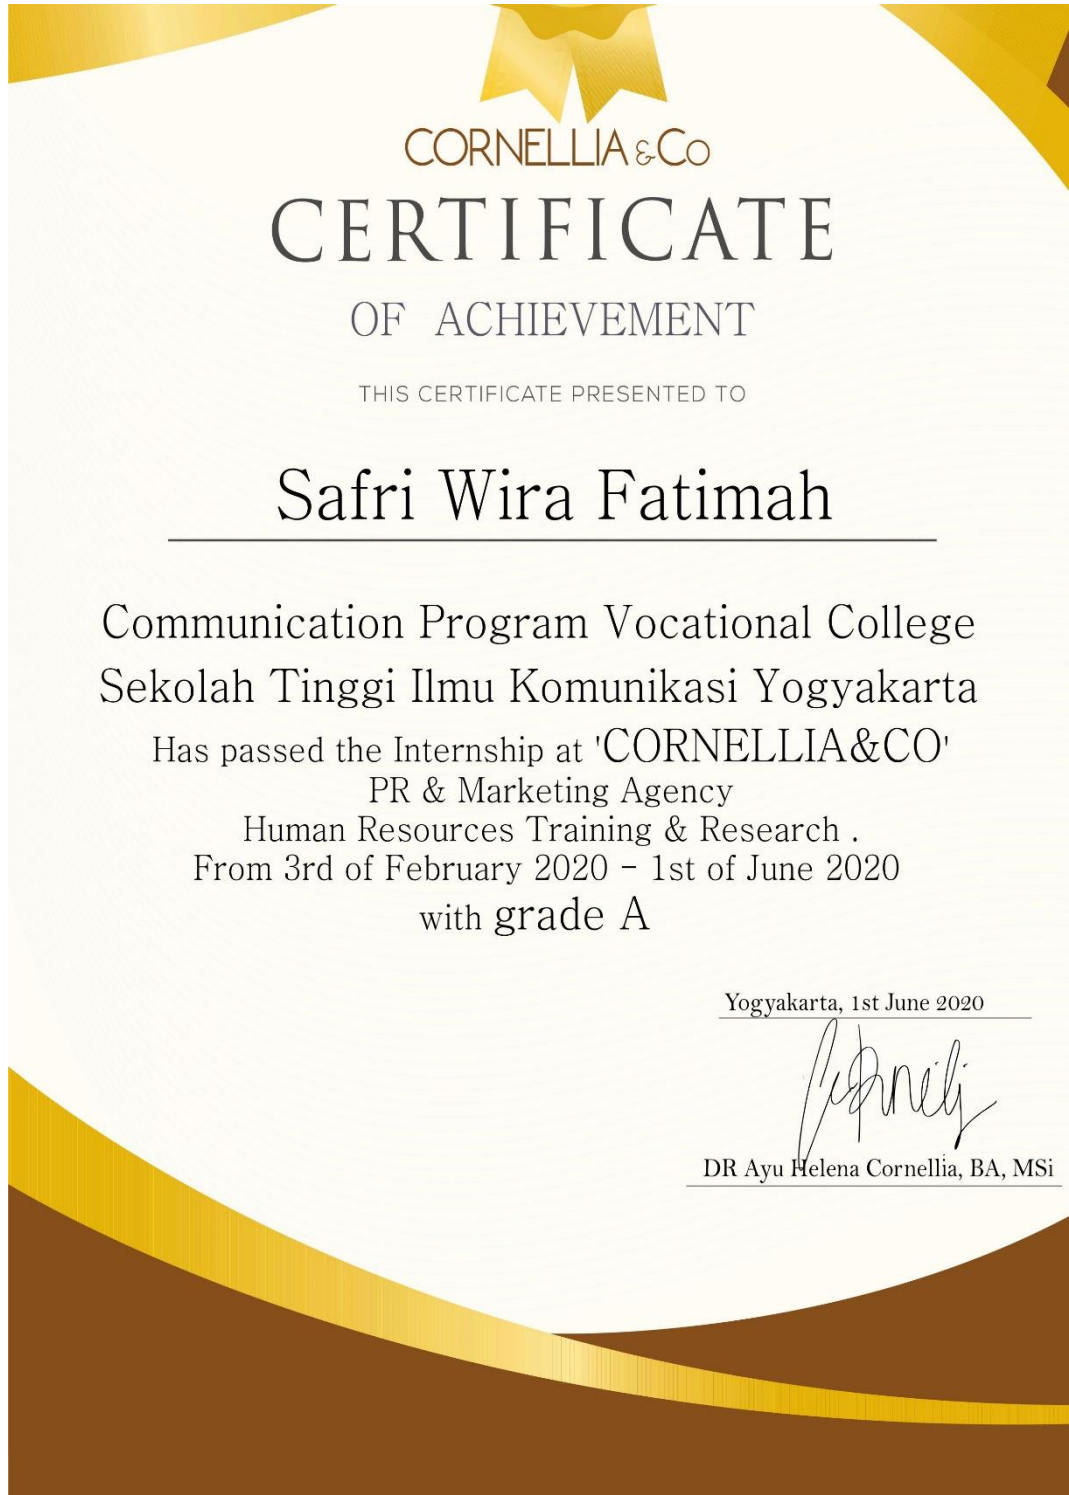 CORNELLIA & CO
CERTIFICATE
OF ACHIEVEMENT
THIS CERTIFICATE PRESENTED TO
Safri Wira Fatimah
Communication Program Vocational College
Sekolah Tinggi Ilmu Komunikasi Yogyakarta
Has passed the Internship at 'CORNELLIA&CO'
PR & Marketing Agency
Human Resources Training & Research .
From 3rd of February 2020 – 1st of June 2020
with grade A
Yogyakarta, 1st June 2020
DR Ayu Helena Cornellia, BA, MSi